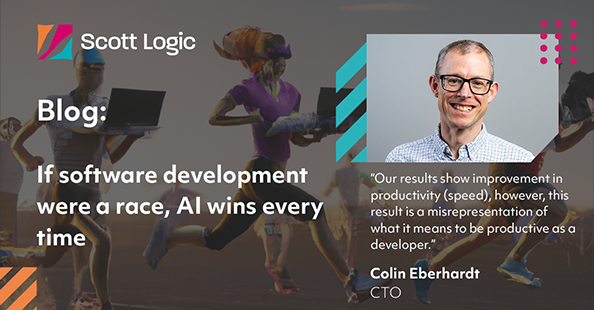 Scott Logic
Blog:
If software development
were a race, AI wins every
time
“Our results show improvement in
productivity (speed), however, this
result is a misrepresentation of
what it means to be productive as a
developer.”
Colin Eberhardt
CTO